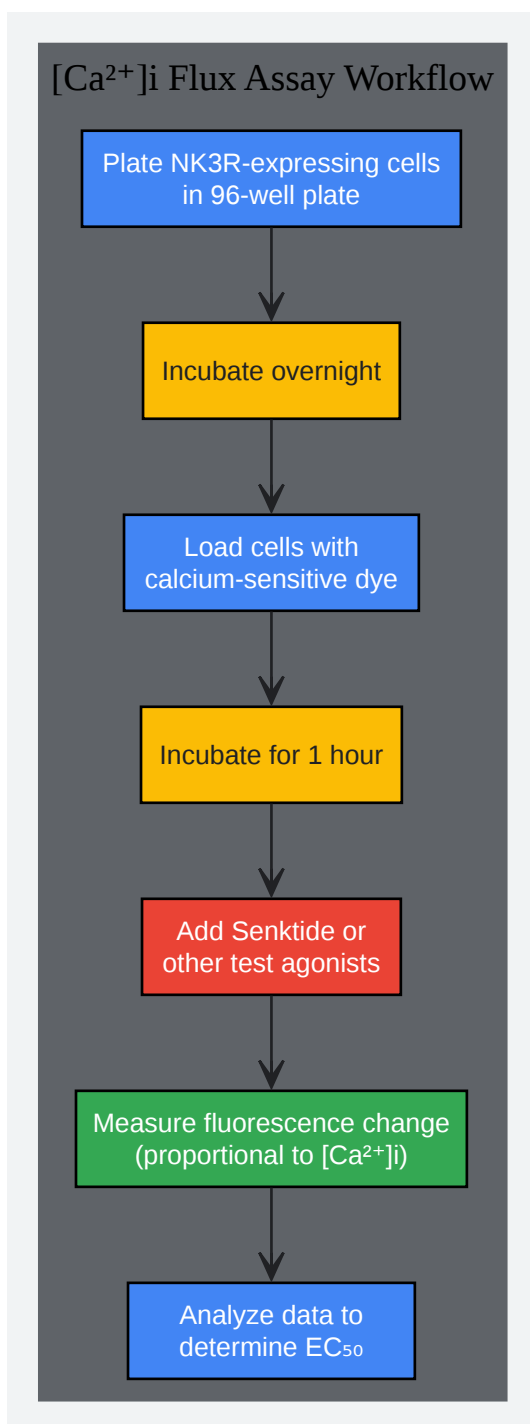 [Ca²⁺]i Flux Assay Workflow
Plate NK3R-expressing cells
in 96-well plate
Incubate overnight
Load cells with
calcium-sensitive dye
Incubate for 1 hour
Add Senktide or
other test agonists
Measure fluorescence change
(proportional to [Ca²⁺]i)
Analyze data to
determine EC₅₀